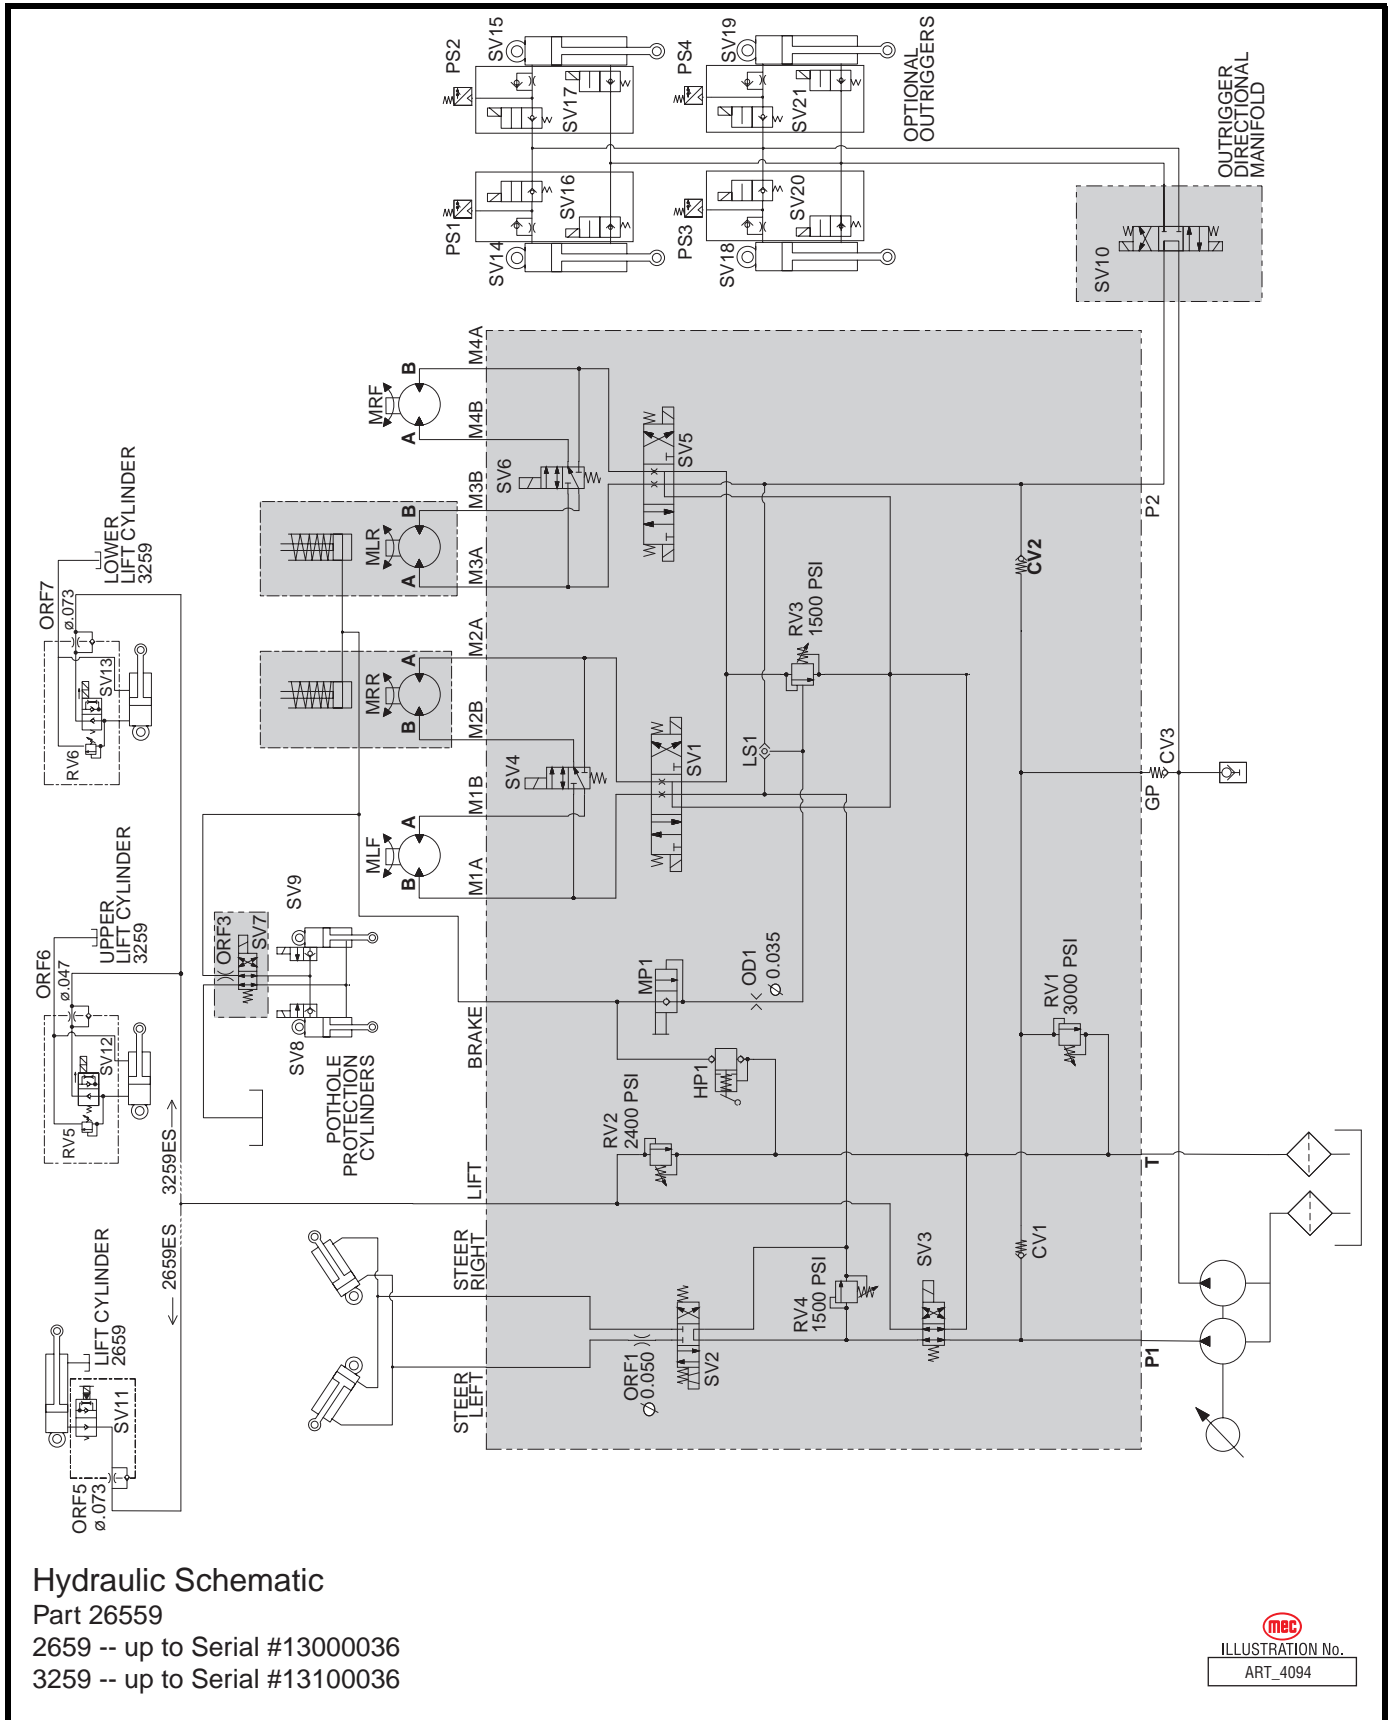 PS2
SV15
SV17
PS1
SV14
SV16
PS4
SV19
SV21
PS3
SV18
SV20
OPTIONAL
OUTRIGGERS
OUTRIGGER
DIRECTIONAL
MANIFOLD
SV10
LOWER
LIFT CYLINDER
3259
ORF7
ø.073
SV13
RV6
UPPER
LIFT CYLINDER
3259
ORF6
ø.047
SV12
RV5
3259ES
2659ES
LIFT CYLINDER
2659
SV11
ORF5
ø.073
MRF
A
B
MLR
A
B
MRR
B
A
MLF
B
A
M4A
M4B
M3B
M3A
M2A
M2B
M1B
M1A
BRAKE
LIFT
STEER
RIGHT
STEER
LEFT
ORF3
SV7
SV9
SV8
POTHOLE
PROTECTION
CYLINDERS
SV6
SV5
SV4
SV1
LS1
RV3
1500 PSI
MP1
OD1
Ø 0.035
HP1
RV2
2400 PSI
RV1
3000 PSI
CV2
CV1
SV3
RV4
1500 PSI
ORF1
Ø 0.050
SV2
P2
GP
CV3
T
P1
Hydraulic Schematic
Part 26559
2659 -- up to Serial #13000036
3259 -- up to Serial #13100036
mec
ILLUSTRATION No.
ART_4094